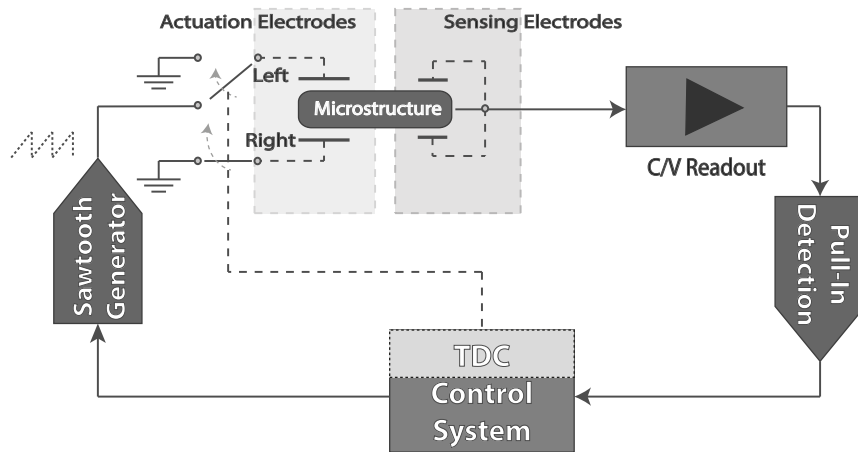 Actuation Electrodes
Sensing Electrodes
Left
Microstructure
Right
C/V Readout
Sawtooth
Generator
Pull-In
Detection
TDC
Control
System